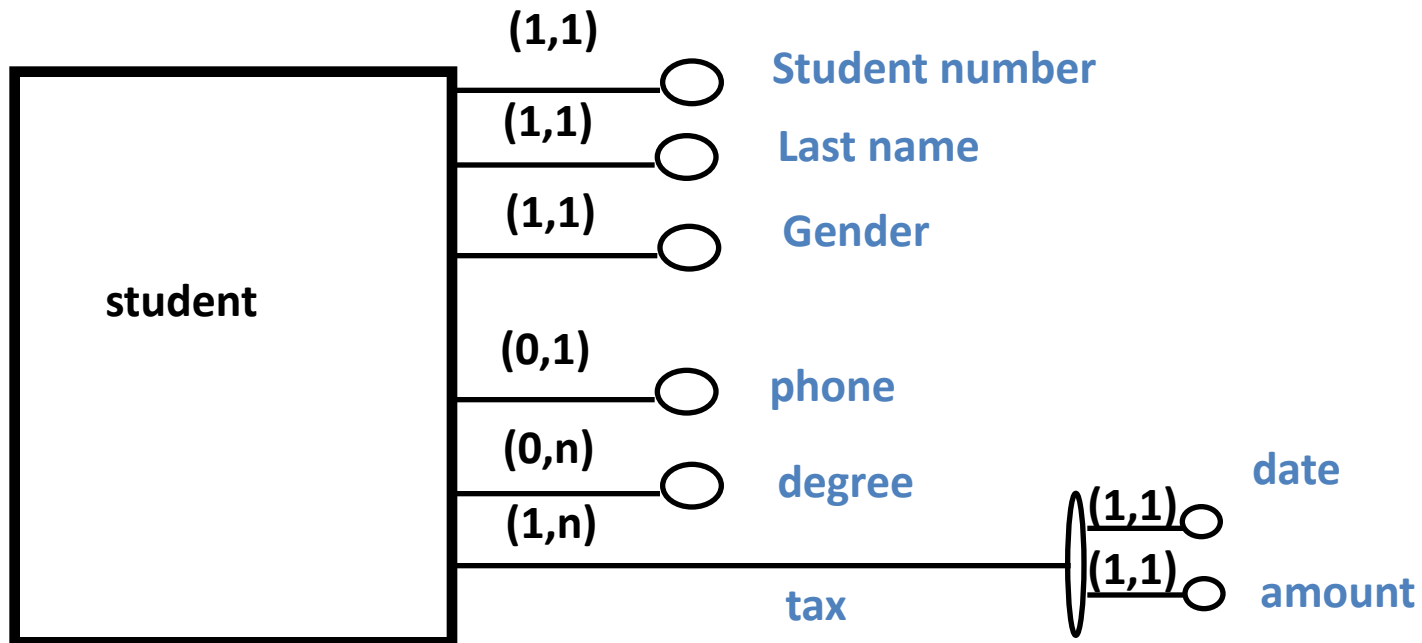 (1,1)
Student number
(1,1)
Last name
(1,1)
Gender
student
(0,1)
phone
(0,n)
degree
(1,n)
tax
date
(1,1)
(1,1)
amount